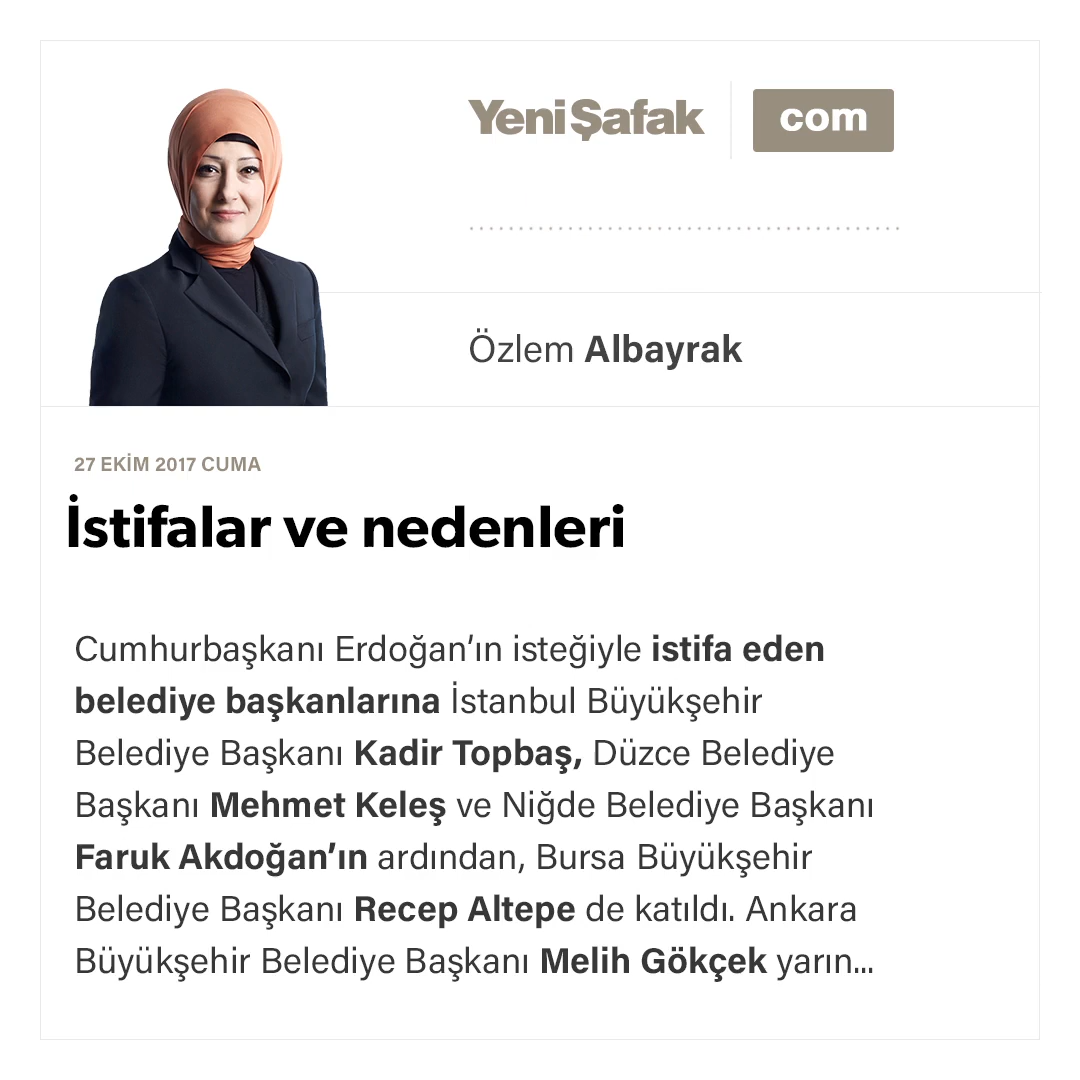 YeniŞafak
com
Özlem Albayrak
27 EKİM 2017 CUMA
İstifalar ve nedenleri
Cumhurbaşkanı Erdoğan’ın isteğiyle istifa eden
belediye başkanlarına İstanbul Büyükşehir
Belediye Başkanı Kadir Topbaş, Düzce Belediye
Başkanı Mehmet Keleş ve Niğde Belediye Başkanı
Faruk Akdoğan’ın ardından, Bursa Büyükşehir
Belediye Başkanı Recep Altepe de katıldı. Ankara
Büyükşehir Belediye Başkanı Melih Gökçek yarın...